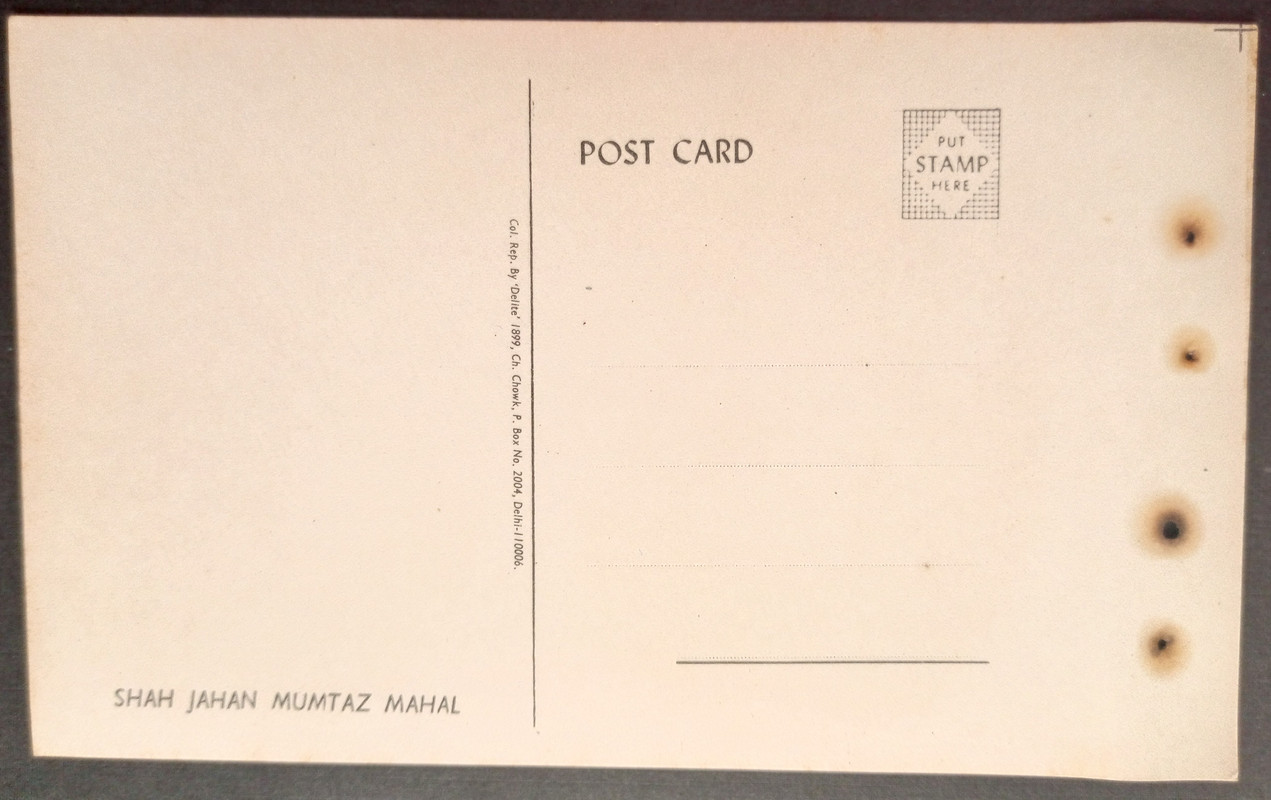 POST CARD
PUT
STAMP
HERE
Col. Rep. By 'Delite' 1899, Ch. Chowk, P. Box No. 2004, Delhi-110006.
SHAH JAHAN MUMTAZ MAHAL